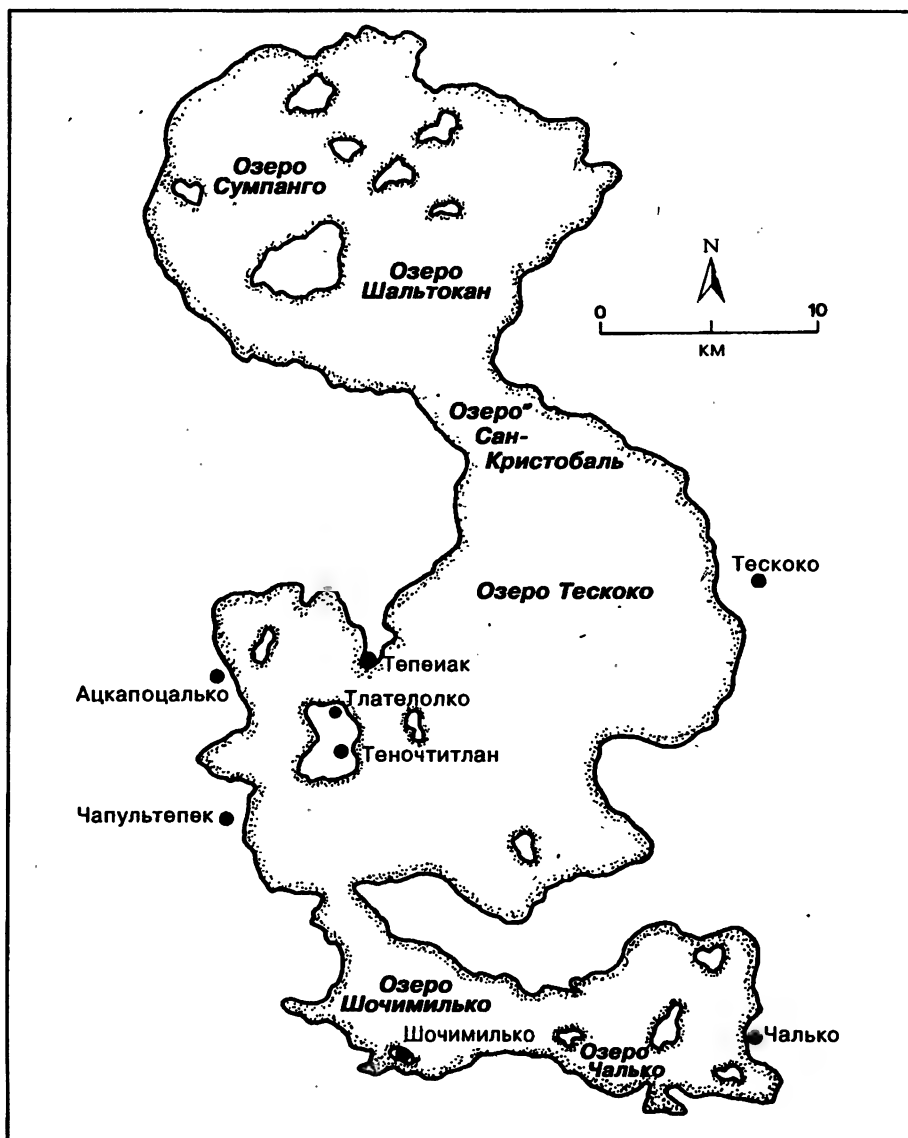 Озеро
Сумпанго
Озеро
Шальтокан
N
0 10
км
Озеро
Сан-
Кристобаль
Тескоко
Озеро Тескоко
Тепеиак
Ацкапоцалько
Тлателолко
Теночтитлан
Чапультепек
Озеро
Шочимилько
Шочимилько
Чалько
Озеро
Чалько